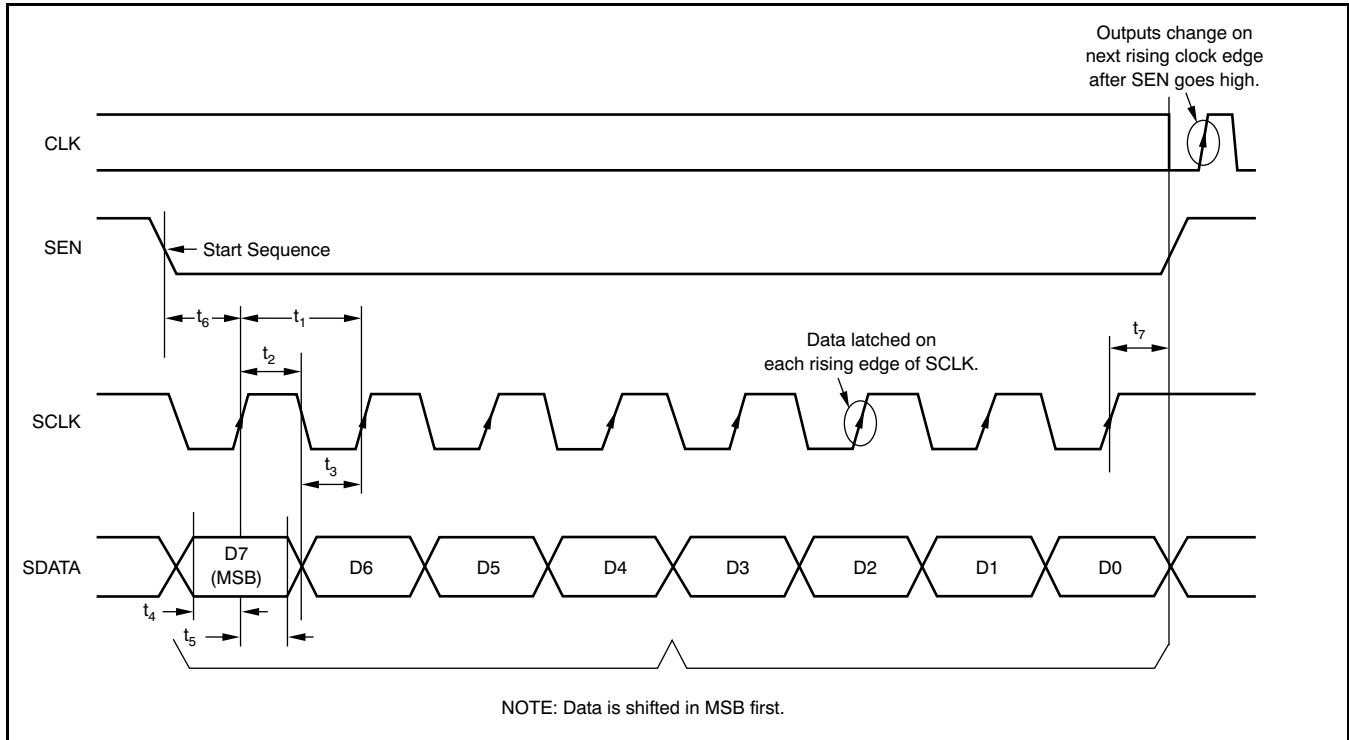 Outputs change on
next rising clock edge
after SEN goes high.
CLK
SEN
Start Sequence
t6
t1
t2
Data latched on
each rising edge of SCLK.
t7
SCLK
t3
SDATA
D7
(MSB)
D6
D5
D4
D3
D2
D1
D0
t4
t5
NOTE: Data is shifted in MSB first.